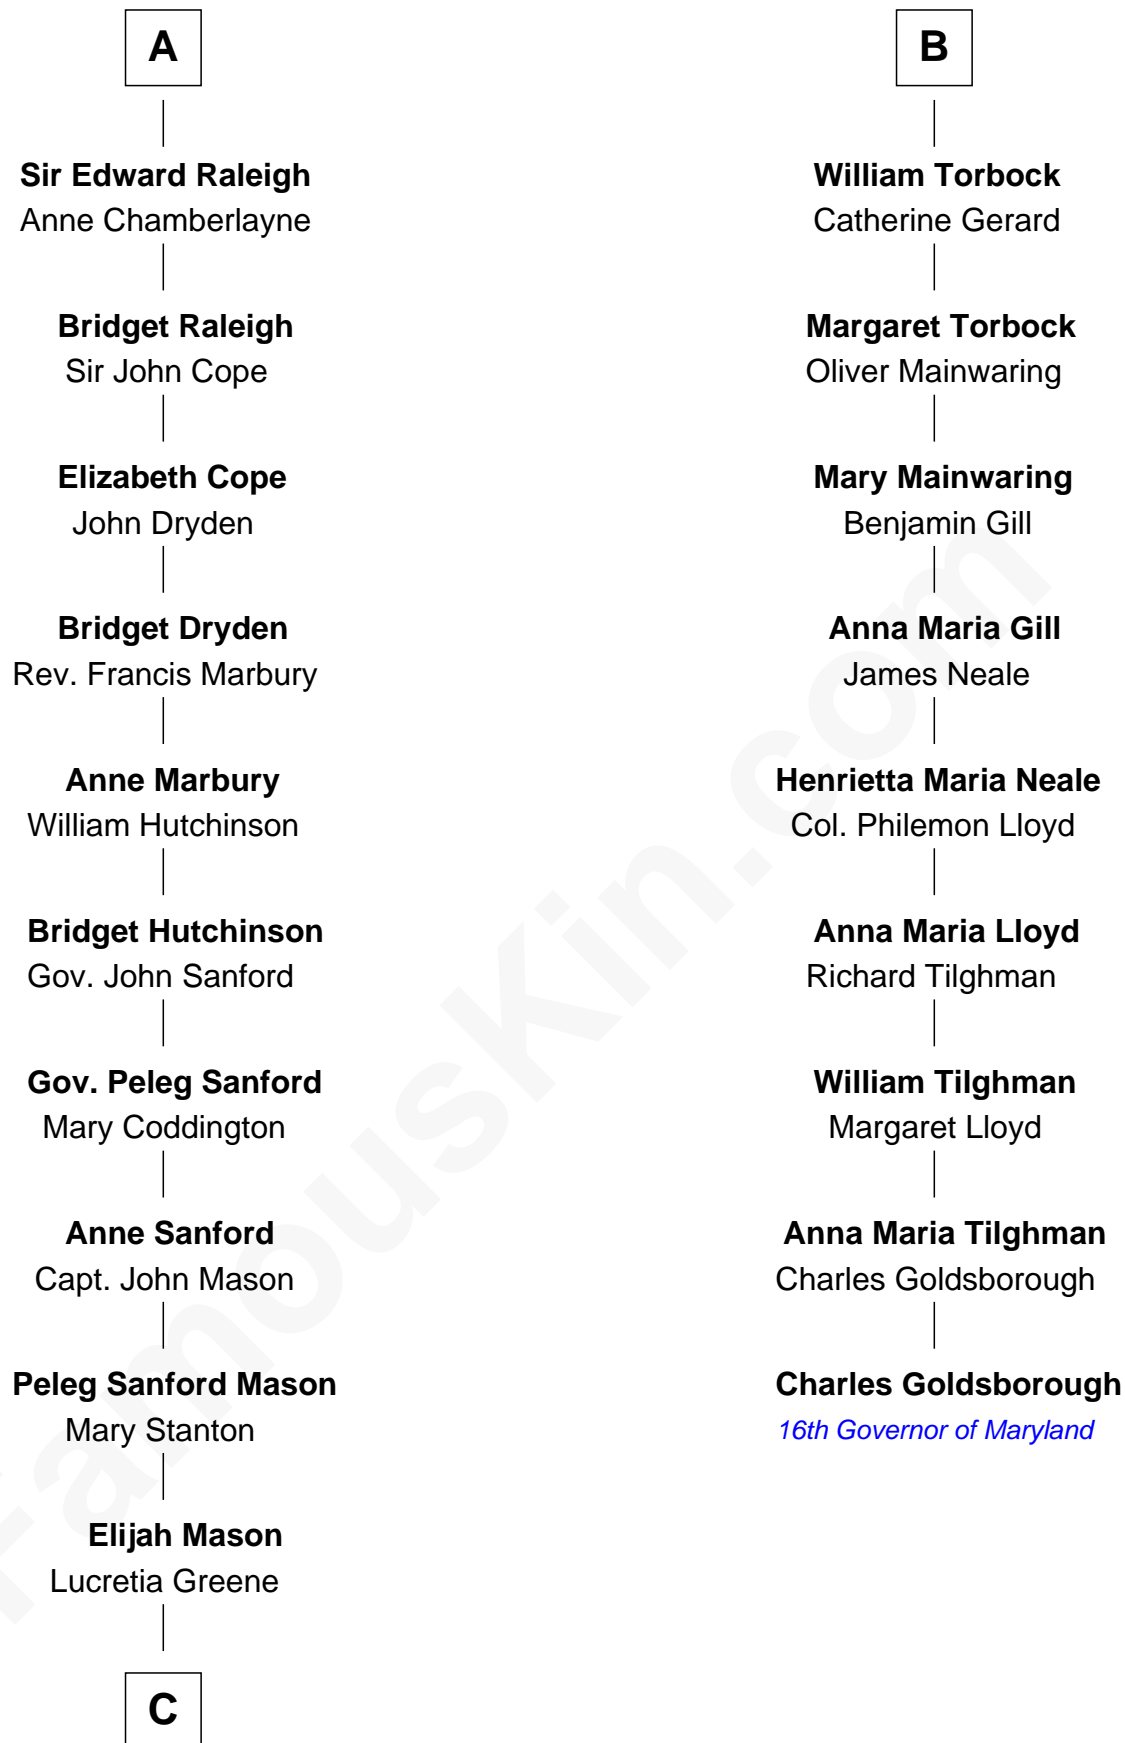 A
Sir Edward Raleigh
Anne Chamberlayne
Bridget Raleigh
Sir John Cope
Elizabeth Cope
John Dryden
Bridget Dryden
Rev. Francis Marbury
Anne Marbury
William Hutchinson
Bridget Hutchinson
Gov. John Sanford
Gov. Peleg Sanford
Mary Coddington
Anne Sanford
Capt. John Mason
Peleg Sanford Mason
Mary Stanton
Elijah Mason
Lucretia Greene
C
B
William Torbock
Catherine Gerard
Margaret Torbock
Oliver Mainwaring
Mary Mainwaring
Benjamin Gill
Anna Maria Gill
James Neale
Henrietta Maria Neale
Col. Philemon Lloyd
Anna Maria Lloyd
Richard Tilghman
William Tilghman
Margaret Lloyd
Anna Maria Tilghman
Charles Goldsborough
Charles Goldsborough
16th Governor of Maryland
FamousKin.com